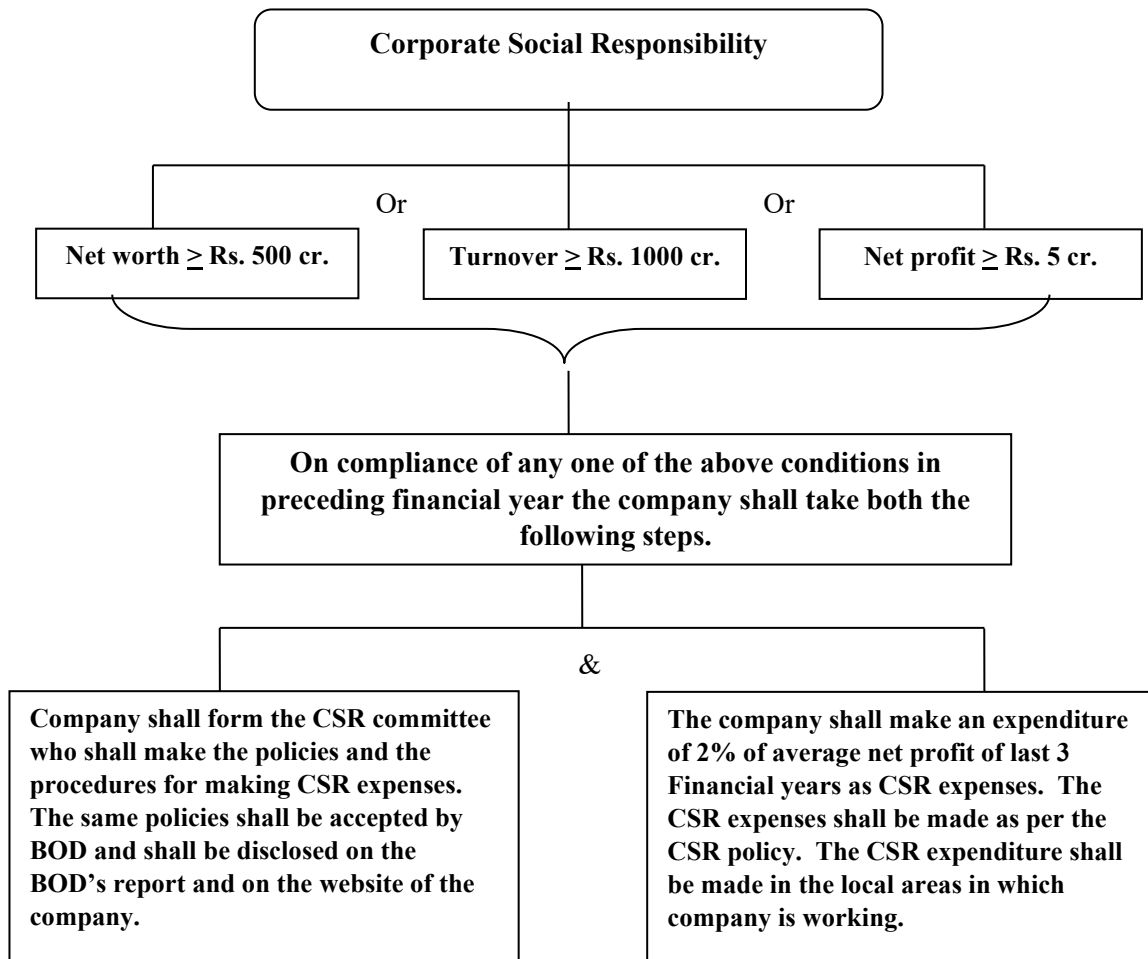 Corporate Social Responsibility
Or
Or
Net worth ≥ Rs. 500 cr.
Turnover ≥ Rs. 1000 cr.
Net profit ≥ Rs. 5 cr.
On compliance of any one of the above conditions in
preceding financial year the company shall take both the
following steps.
&
Company shall form the CSR committee
who shall make the policies and the
procedures for making CSR expenses.
The same policies shall be accepted by
BOD and shall be disclosed on the
BOD’s report and on the website of the
company.
The company shall make an expenditure
of 2% of average net profit of last 3
Financial years as CSR expenses.  The
CSR expenses shall be made as per the
CSR policy.  The CSR expenditure shall
be made in the local areas in which
company is working.